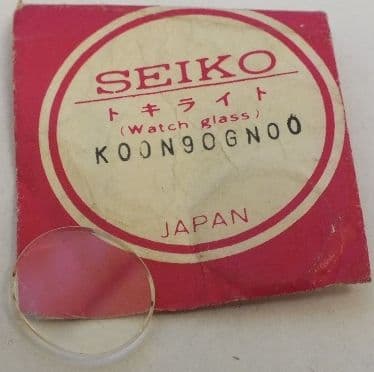 SEIKO
トキライト
(Watch glass)
K00N90GN00
JAPAN